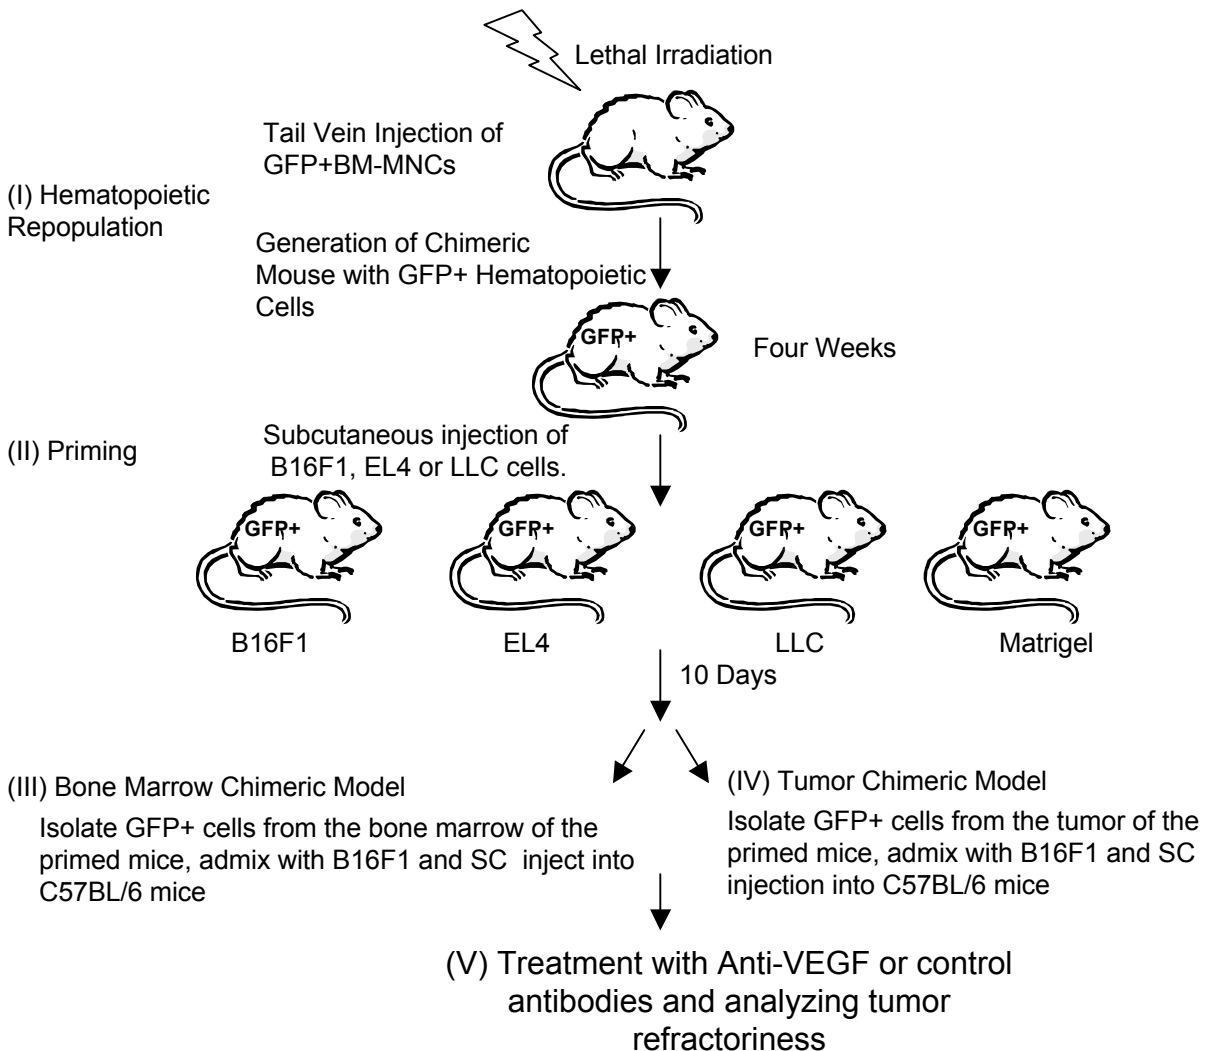 Lethal Irradiation
Tail Vein Injection of
GFP+BM-MNCs
(I) Hematopoietic
Repopulation
Generation of Chimeric
Mouse with GFP+ Hematopoietic
Cells
GFP+
Four Weeks
(II) Priming
Subcutaneous injection of
B16F1, EL4 or LLC cells.
GFP+
GFP+
GFP+
GFP+
B16F1
EL4
LLC
Matrigel
10 Days
(III) Bone Marrow Chimeric Model
Isolate GFP+ cells from the bone marrow of the
primed mice, admix with B16F1 and SC inject into
C57BL/6 mice
(IV) Tumor Chimeric Model
Isolate GFP+ cells from the tumor of the
primed mice, admix with B16F1 and SC
injection into C57BL/6 mice
(V) Treatment with Anti-VEGF or control
antibodies and analyzing tumor
refractoriness